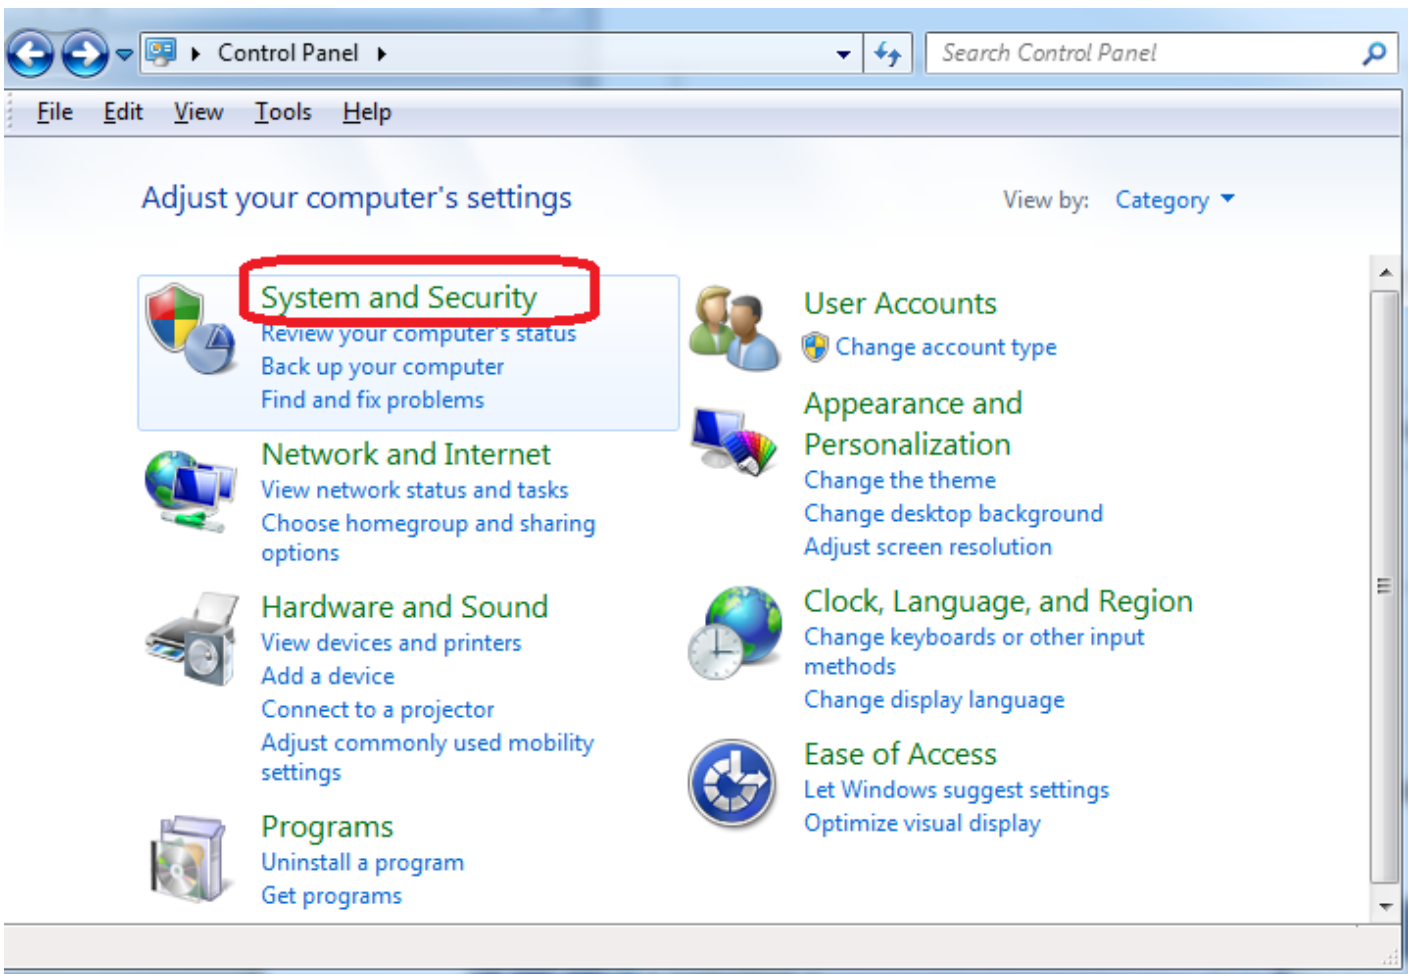 Control Panel
Search Control Panel
File Edit View Tools Help
Adjust your computer's settings
View by: Category
System and Security
Review your computer's status
Back up your computer
Find and fix problems
Network and Internet
View network status and tasks
Choose homegroup and sharing
options
Hardware and Sound
View devices and printers
Add a device
Connect to a projector
Adjust commonly used mobility
settings
Programs
Uninstall a program
Get programs
User Accounts
Change account type
Appearance and
Personalization
Change the theme
Change desktop background
Adjust screen resolution
Clock, Language, and Region
Change keyboards or other input
methods
Change display language
Ease of Access
Let Windows suggest settings
Optimize visual display